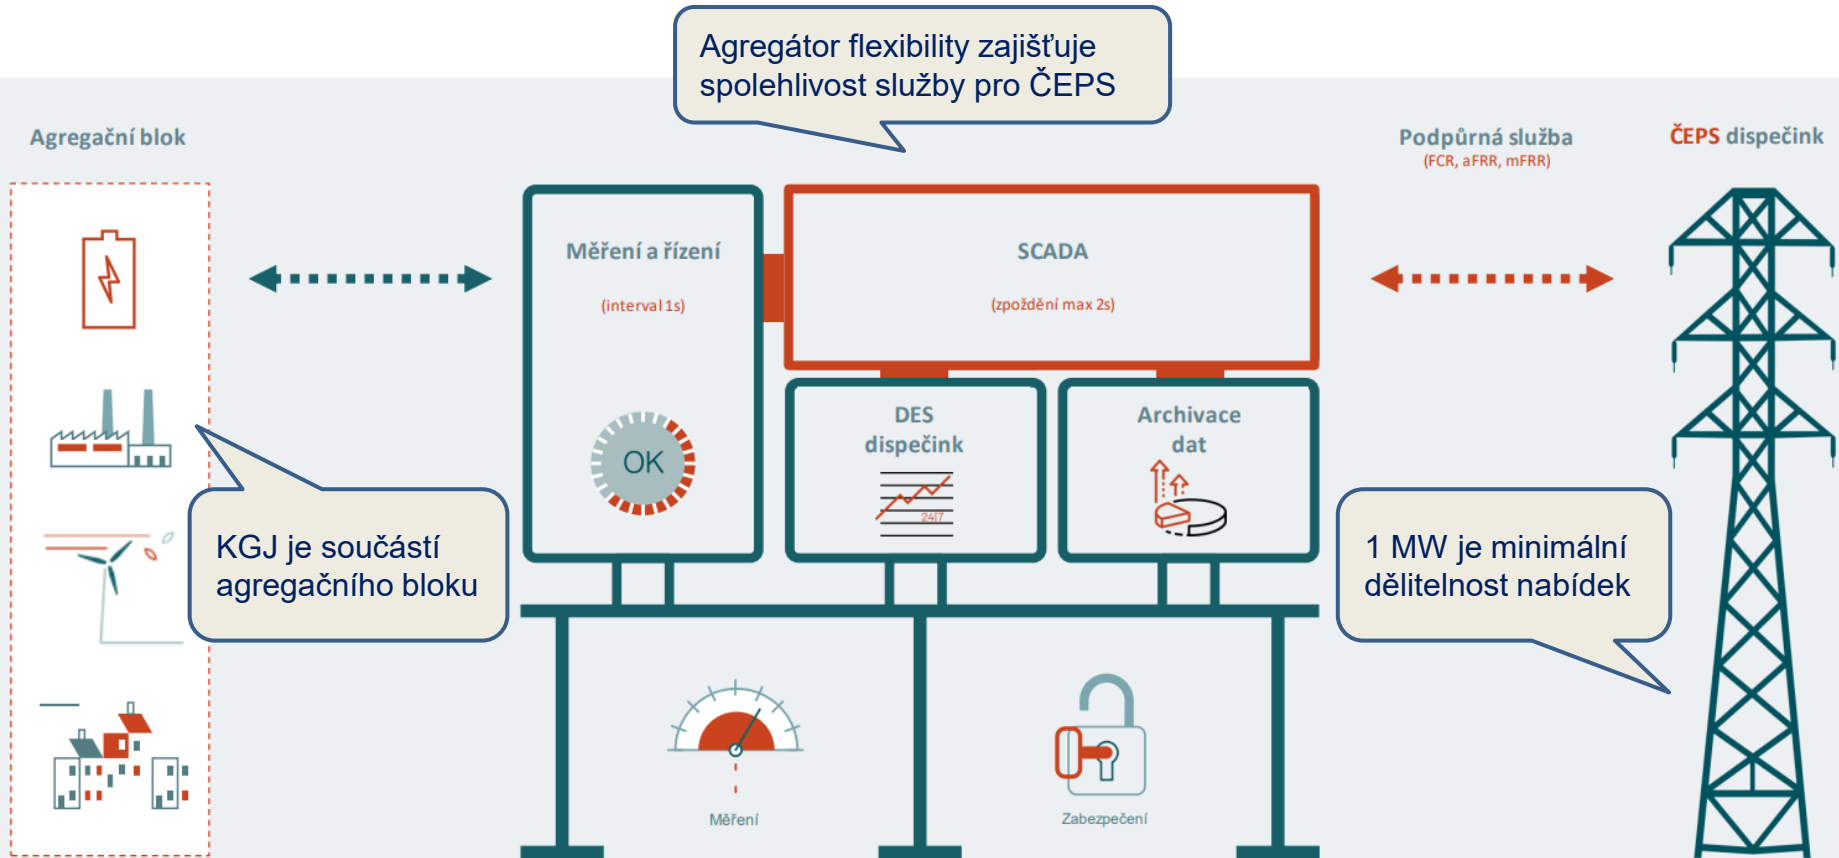 Agregátor flexibility zajišťuje
spolehlivost služby pro ČEPS
Agregační blok
Podpůrná služba
(FCR, aFRR, mFRR)
ČEPS dispečink
Měření a řízení
(interval 1s)
SCADA
(zpoždění max 2s)
OK
DES
dispečink
24|7
Archivace
dat
KGJ je součástí
agregačního bloku
1 MW je minimální
dělitelnost nabídek
Měření
Zabezpečení